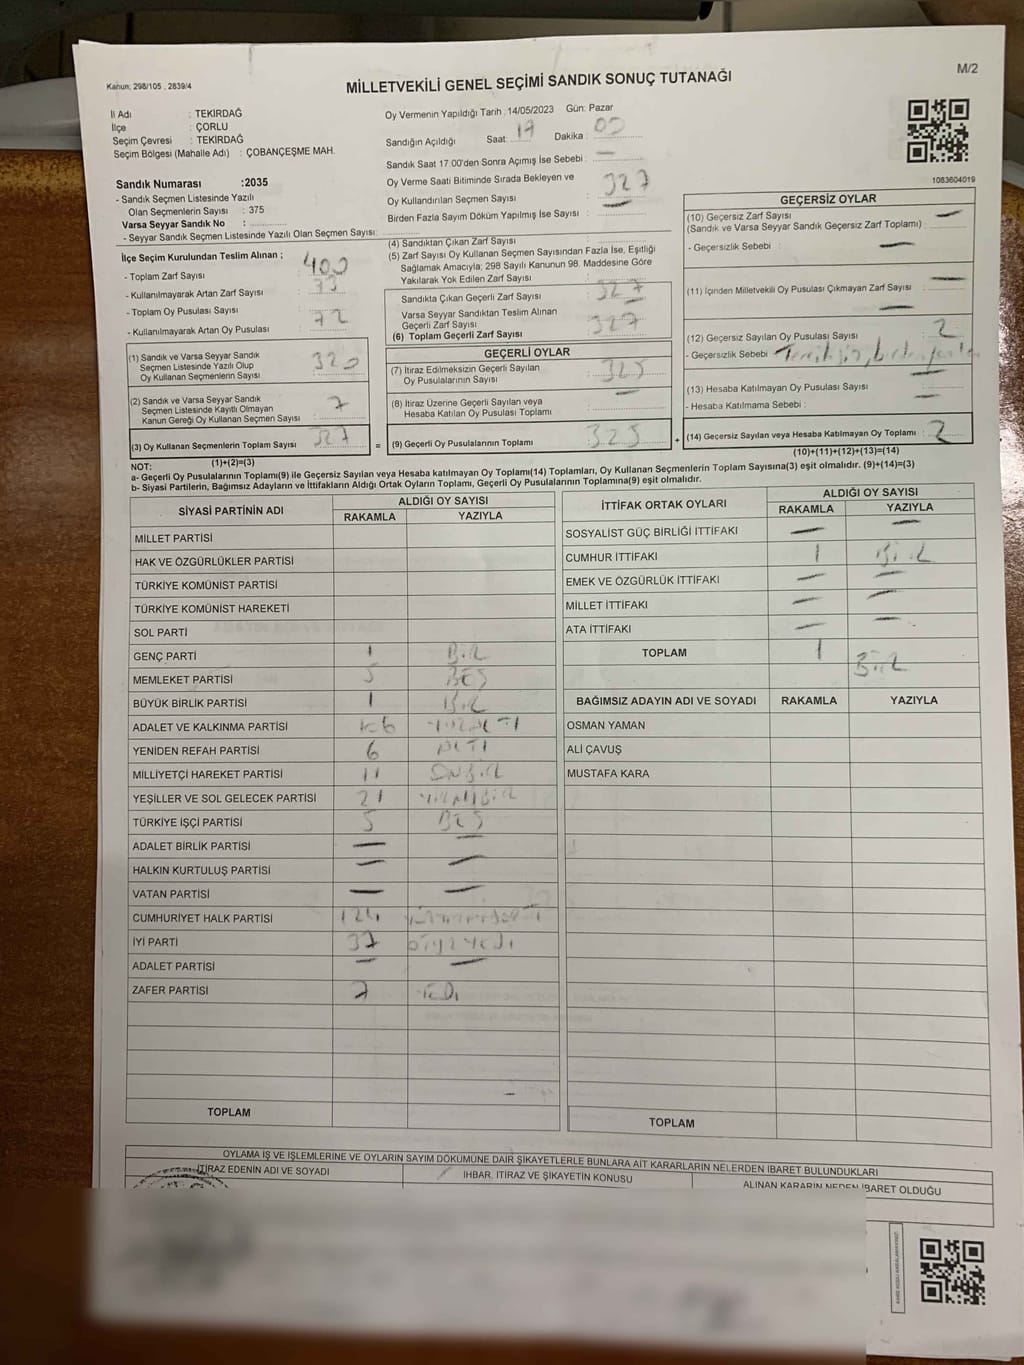 Kanun: 298/105 , 2839/4
MİLLETVEKİLİ GENEL SEÇİMİ SANDIK SONUÇ TUTANAĞI
M/2
İl Adı : TEKİRDAĞ
İlçe : ÇORLU
Seçim Çevresi : TEKİRDAĞ
Seçim Bölgesi (Mahalle Adı) : ÇOBANÇEŞME MAH.
Oy Vermenin Yapıldığı Tarih : 14/05/2023 Gün: Pazar
Sandığın Açıldığı Saat: 17 Dakika : 00
Sandık Saat 17:00'den Sonra Açımış İse Sebebi : —
Oy Verme Saati Bitiminde Sırada Bekleyen ve
Oy Kullandırılan Seçmen Sayısı : 327
Birden Fazla Sayım Döküm Yapılmış İse Sayısı : —
Sandık Numarası :2035
- Sandık Seçmen Listesinde Yazılı
Olan Seçmenlerin Sayısı : 375
Varsa Seyyar Sandık No :
- Seyyar Sandık Seçmen Listesinde Yazılı Olan Seçmen Sayısı:
1083604019
İlçe Seçim Kurulundan Teslim Alınan ;
- Toplam Zarf Sayısı : 400
- Kullanılmayarak Artan Zarf Sayısı :
- Toplam Oy Pusulası Sayısı :
- Kullanılmayarak Artan Oy Pusulası : 72
(1) Sandık ve Varsa Seyyar Sandık
Seçmen Listesinde Yazılı Olup
Oy Kullanan Seçmenlerin Sayısı : 320
(2) Sandık ve Varsa Seyyar Sandık
Seçmen Listesinde Kayıtlı Olmayan
Kanun Gereği Oy Kullanan Seçmen Sayısı : 7
(3) Oy Kullanan Seçmenlerin Toplam Sayısı : 327
(1)+(2)=(3)
(4) Sandıktan Çıkan Zarf Sayısı :
(5) Zarf Sayısı Oy Kullanan Seçmen Sayısından Fazla İse, Eşitliği
Sağlamak Amacıyla; 298 Sayılı Kanunun 98. Maddesine Göre
Yakılarak Yok Edilen Zarf Sayısı :
Sandıkta Çıkan Geçerli Zarf Sayısı : 327
Varsa Seyyar Sandıktan Teslim Alınan
Geçerli Zarf Sayısı : —
(6) Toplam Geçerli Zarf Sayısı : 327
GEÇERLİ OYLAR
(7) İtiraz Edilmeksizin Geçerli Sayılan
Oy Pusulalarının Sayısı : 325
(8) İtiraz Üzerine Geçerli Sayılan veya
Hesaba Katılan Oy Pusulası Toplamı : —
= (9) Geçerli Oy Pusulalarının Toplamı : 325 +
GEÇERSİZ OYLAR
(10) Geçersiz Zarf Sayısı
(Sandık ve Varsa Seyyar Sandık Geçersiz Zarf Toplamı) : —
- Geçersizlik Sebebi : —
(11) İçinden Milletvekili Oy Pusulası Çıkmayan Zarf Sayısı : —
(12) Geçersiz Sayılan Oy Pusulası Sayısı : 2
- Geçersizlik Sebebi :
(13) Hesaba Katılmayan Oy Pusulası Sayısı : —
- Hesaba Katılmama Sebebi : —
(14) Geçersiz Sayılan veya Hesaba Katılmayan Oy Toplamı : 2
(10)+(11)+(12)+(13)=(14)
NOT:
a- Geçerli Oy Pusulalarının Toplamı(9) ile Geçersiz Sayılan veya Hesaba katılmayan Oy Toplamı(14) Toplamları, Oy Kullanan Seçmenlerin Toplam Sayısına(3) eşit olmalıdır. (9)+(14)=(3)
b- Siyasi Partilerin, Bağımsız Adayların ve İttifakların Aldığı Ortak Oyların Toplamı, Geçerli Oy Pusulalarının Toplamına(9) eşit olmalıdır.
SİYASİ PARTİNİN ADI ALDIĞI OY SAYISI
RAKAMLA YAZIYLA
MİLLET PARTİSİ
HAK VE ÖZGÜRLÜKLER PARTİSİ
TÜRKİYE KOMÜNİST PARTİSİ
TÜRKİYE KOMÜNİST HAREKETİ
SOL PARTİ
GENÇ PARTİ 1 BİR
MEMLEKET PARTİSİ 5 BEŞ
BÜYÜK BİRLİK PARTİSİ 1 BİR
ADALET VE KALKINMA PARTİSİ
YENİDEN REFAH PARTİSİ 6 ALTI
MİLLİYETÇİ HAREKET PARTİSİ 11 ONBİR
YEŞİLLER VE SOL GELECEK PARTİSİ 21 YİRMİBİR
TÜRKİYE İŞÇİ PARTİSİ 5 BEŞ
ADALET BİRLİK PARTİSİ — —
HALKIN KURTULUŞ PARTİSİ — —
VATAN PARTİSİ — —
CUMHURİYET HALK PARTİSİ 124
İYİ PARTİ 37 OTUZYEDİ
ADALET PARTİSİ — —
ZAFER PARTİSİ 7 YEDİ
TOPLAM
İTTİFAK ORTAK OYLARI ALDIĞI OY SAYISI
RAKAMLA YAZIYLA
SOSYALİST GÜÇ BİRLİĞİ İTTİFAKI — —
CUMHUR İTTİFAKI 1 BİR
EMEK VE ÖZGÜRLÜK İTTİFAKI — —
MİLLET İTTİFAKI — —
ATA İTTİFAKI — —
TOPLAM 1 BİR
BAĞIMSIZ ADAYIN ADI VE SOYADI RAKAMLA YAZIYLA
OSMAN YAMAN
ALİ ÇAVUŞ
MUSTAFA KARA
TOPLAM
OYLAMA İŞ VE İŞLEMLERİNE VE OYLARIN SAYIM DÖKÜMÜNE DAİR ŞİKAYETLERLE BUNLARA AİT KARARLARIN NELERDEN İBARET BULUNDUKLARI
İTİRAZ EDENİN ADI VE SOYADI İHBAR, İTİRAZ VE ŞİKAYETİN KONUSU ALINAN KARARIN NEDEN İBARET OLDUĞU